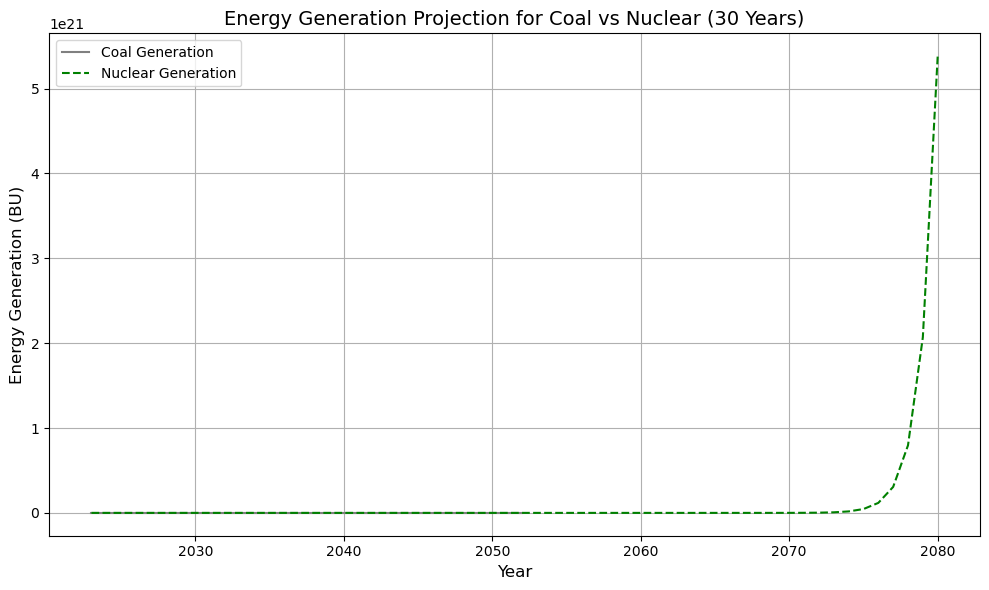 Energy Generation Projection for Coal vs Nuclear (30 Years)
1e21
Coal Generation
Nuclear Generation
Energy Generation (BU)
5
4
3
2
1
0
2030 2040 2050 2060 2070 2080
Year